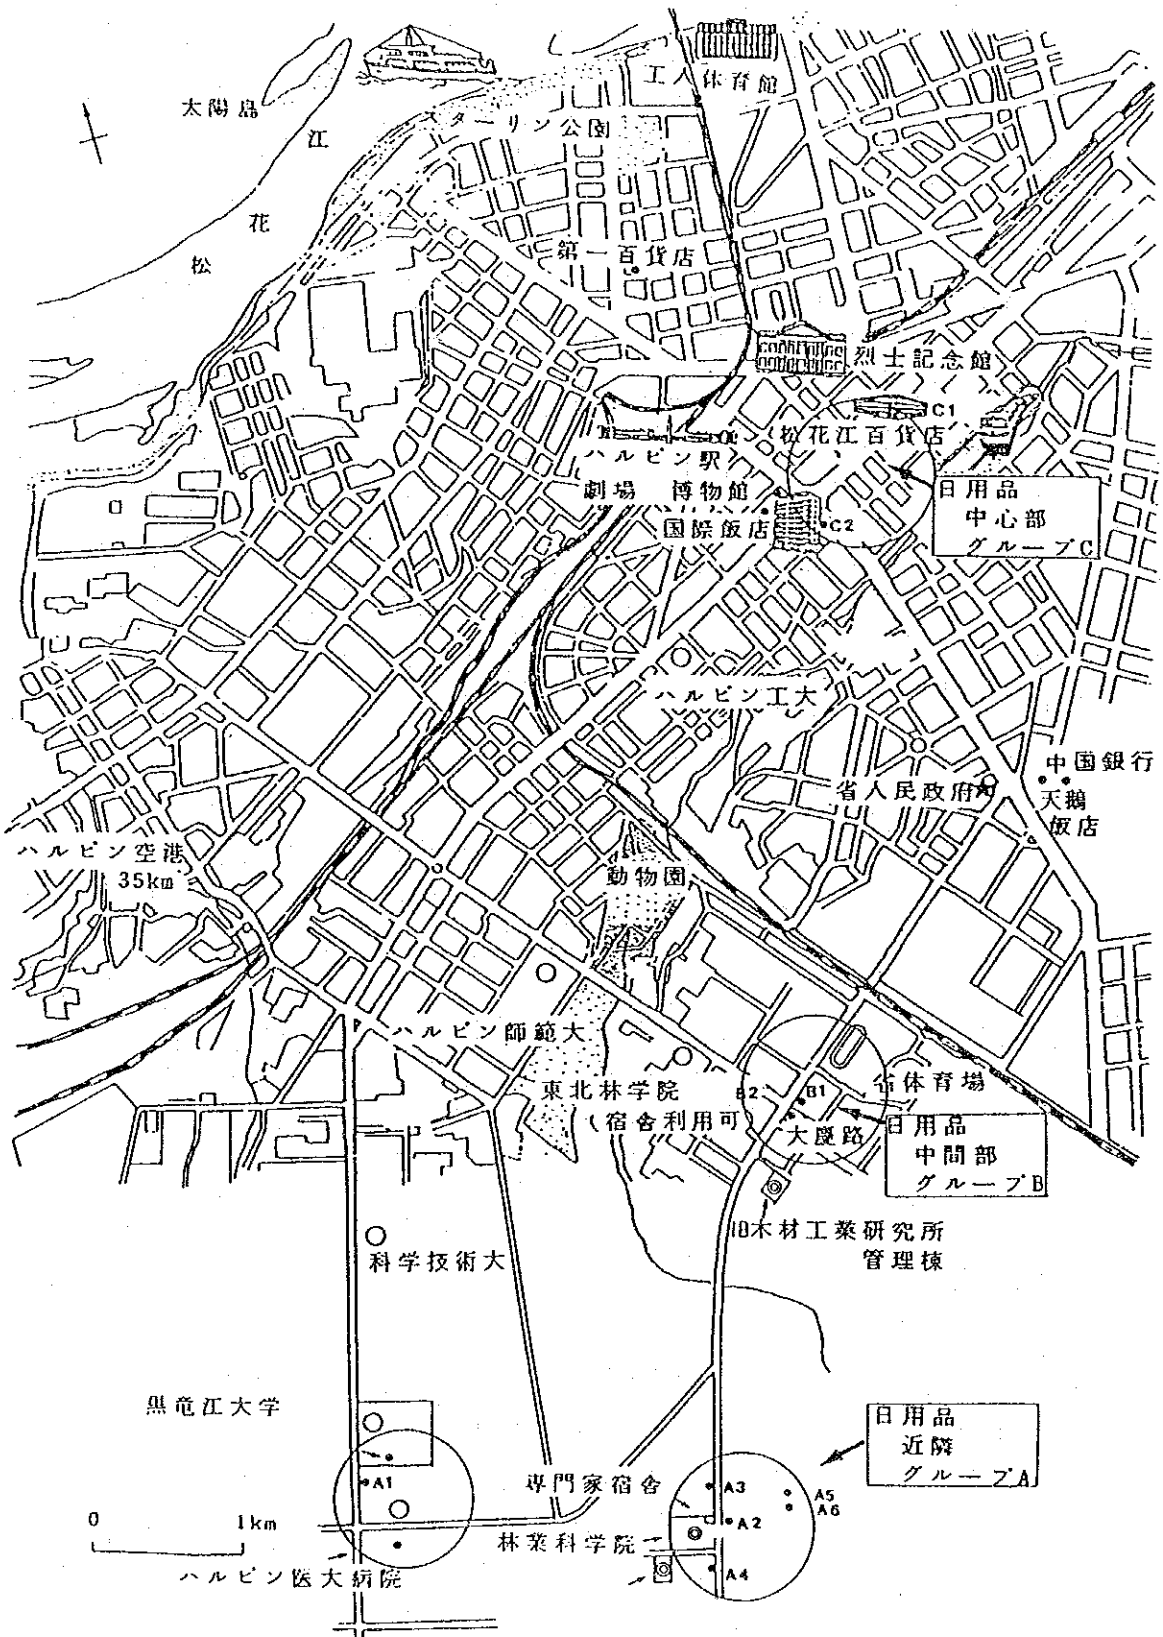 工人体育館
太陽島
スターリン公園
江
花
松
第一百貨店
烈士記念館
C1
松花江百貨店
ハルピン駅
劇場 博物館
国際飯店
C2
日用品
中心部
グループC
ハルピン工大
中国銀行
省人民政府
天鵝
飯店
ハルピン空港
35km
動物園
ハルピン師範大
東北林学院
(宿舎利用可
省体育場
B2
B1
大慶路
日用品
中間部
グループB
旧木材工業研究所
管理棟
科学技術大
黒竜江大学
日用品
近隣
グループA
専門家宿舎
A1
A3
A5
A6
A2
林業科学院
A4
0 1km
ハルピン医大病院